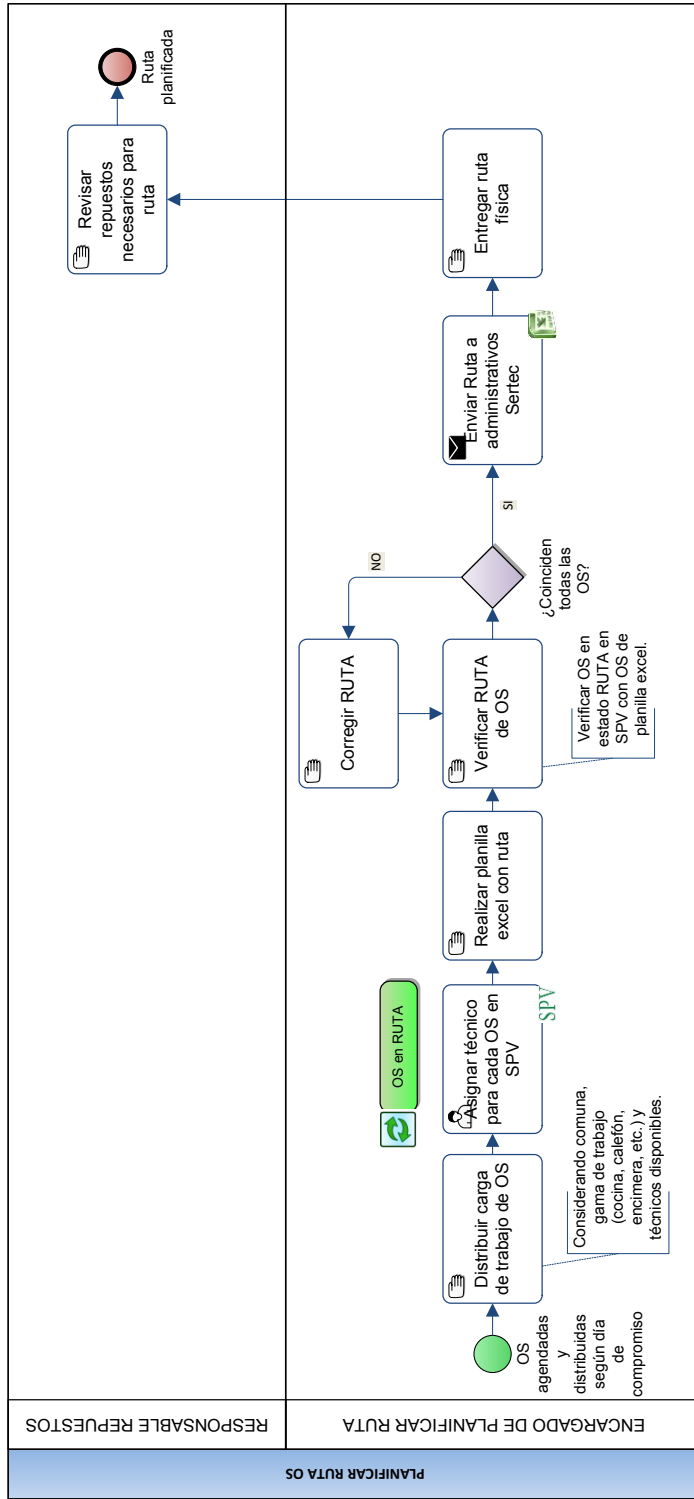 PLANIFICAR RUTA OS
RESPONSABLE REPUESTOS
Revisar
repuestos
necesarios para
ruta
Ruta
planificada
ENCARGADO DE PLANIFICAR RUTA
OS
agendadas
y
distribuidas
según día
de
compromiso
Distribuir carga
de trabajo de OS
Considerando comuna,
gama de trabajo
(cocina, calefón,
encimera, etc.) y
técnicos disponibles.
OS en RUTA
Asignar técnico
para cada OS en
SPV
SPV
Realizar planilla
excel con ruta
Corregir RUTA
Verificar RUTA
de OS
Verificar OS en
estado RUTA en
SPV con OS de
planilla excel.
NO
¿Coinciden
todas las
OS?
SI
Enviar Ruta a
administrativos
Sertec
Entregar ruta
física